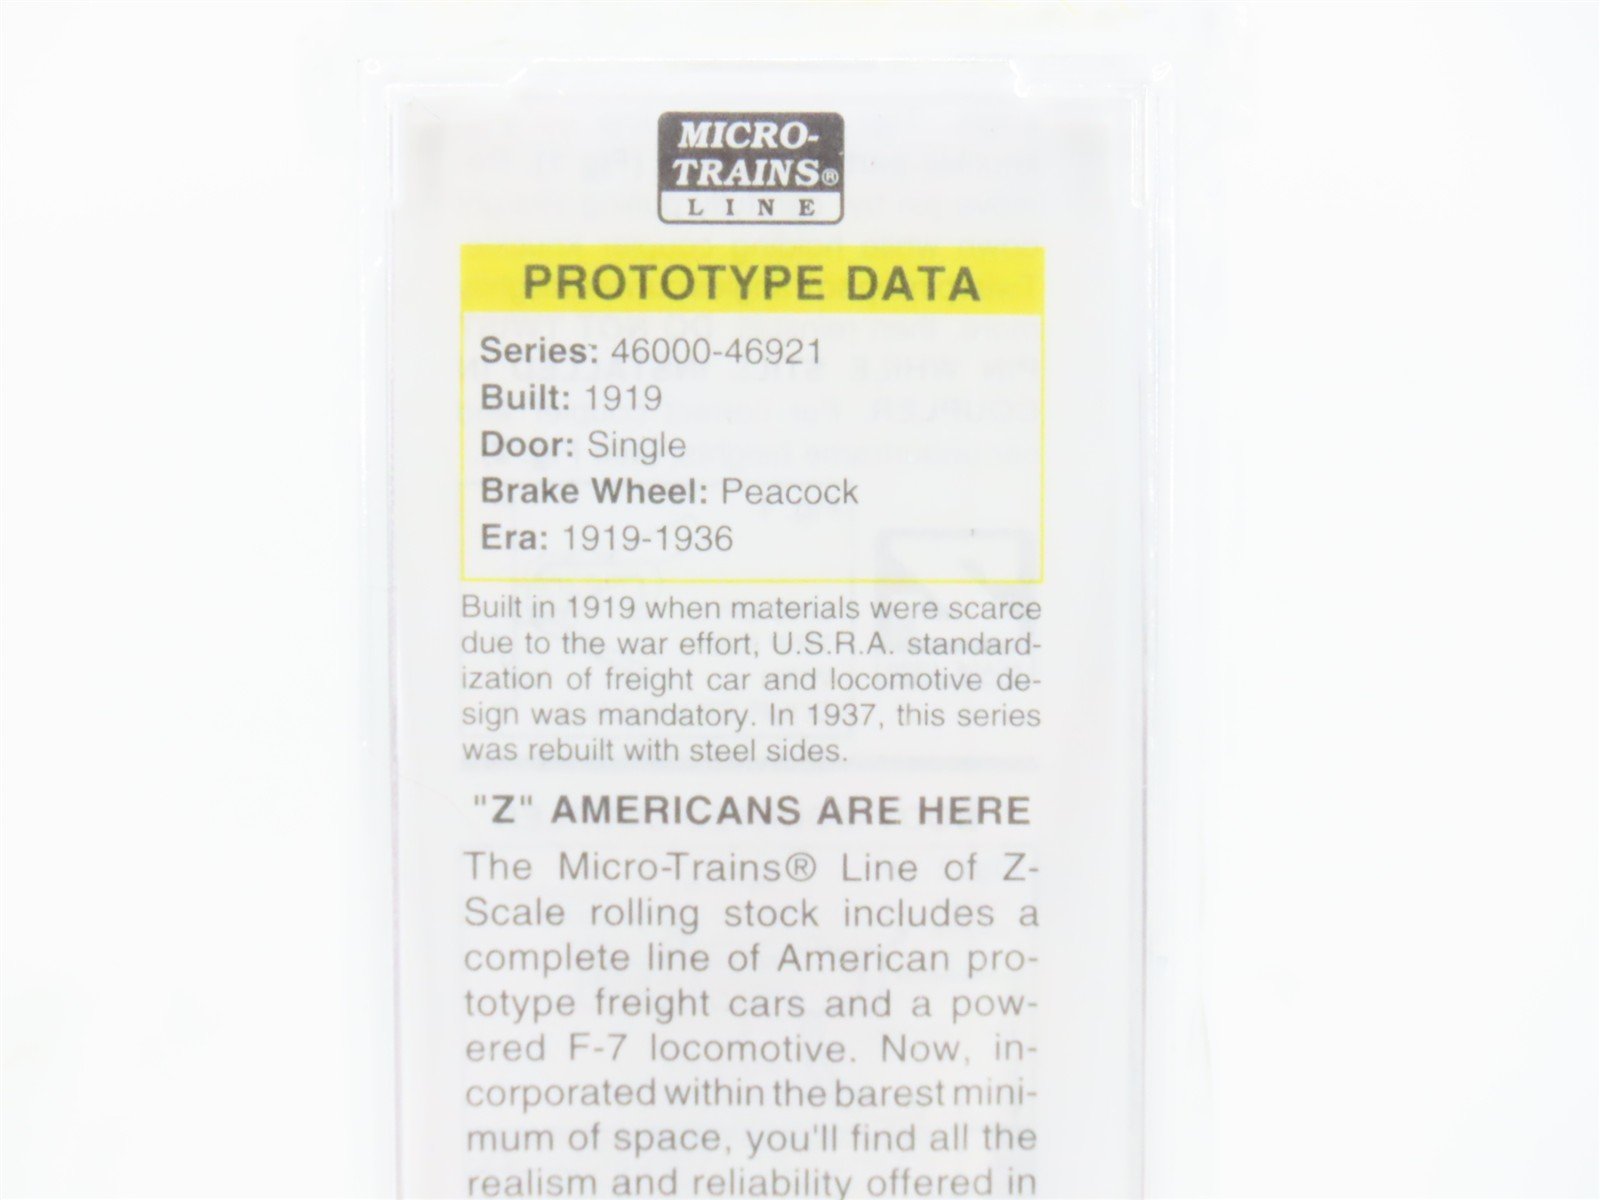 MICRO-
TRAINS®
LINE
PROTOTYPE DATA
Series: 46000-46921
Built: 1919
Door: Single
Brake Wheel: Peacock
Era: 1919-1936
Built in 1919 when materials were scarce
due to the war effort, U.S.R.A. standard-
ization of freight car and locomotive de-
sign was mandatory. In 1937, this series
was rebuilt with steel sides.
"Z" AMERICANS ARE HERE
The Micro-Trains® Line of Z-
Scale rolling stock includes a
complete line of American pro-
totype freight cars and a pow-
ered F-7 locomotive. Now, in-
corporated within the barest mini-
mum of space, you'll find all the
realism and reliability offered in